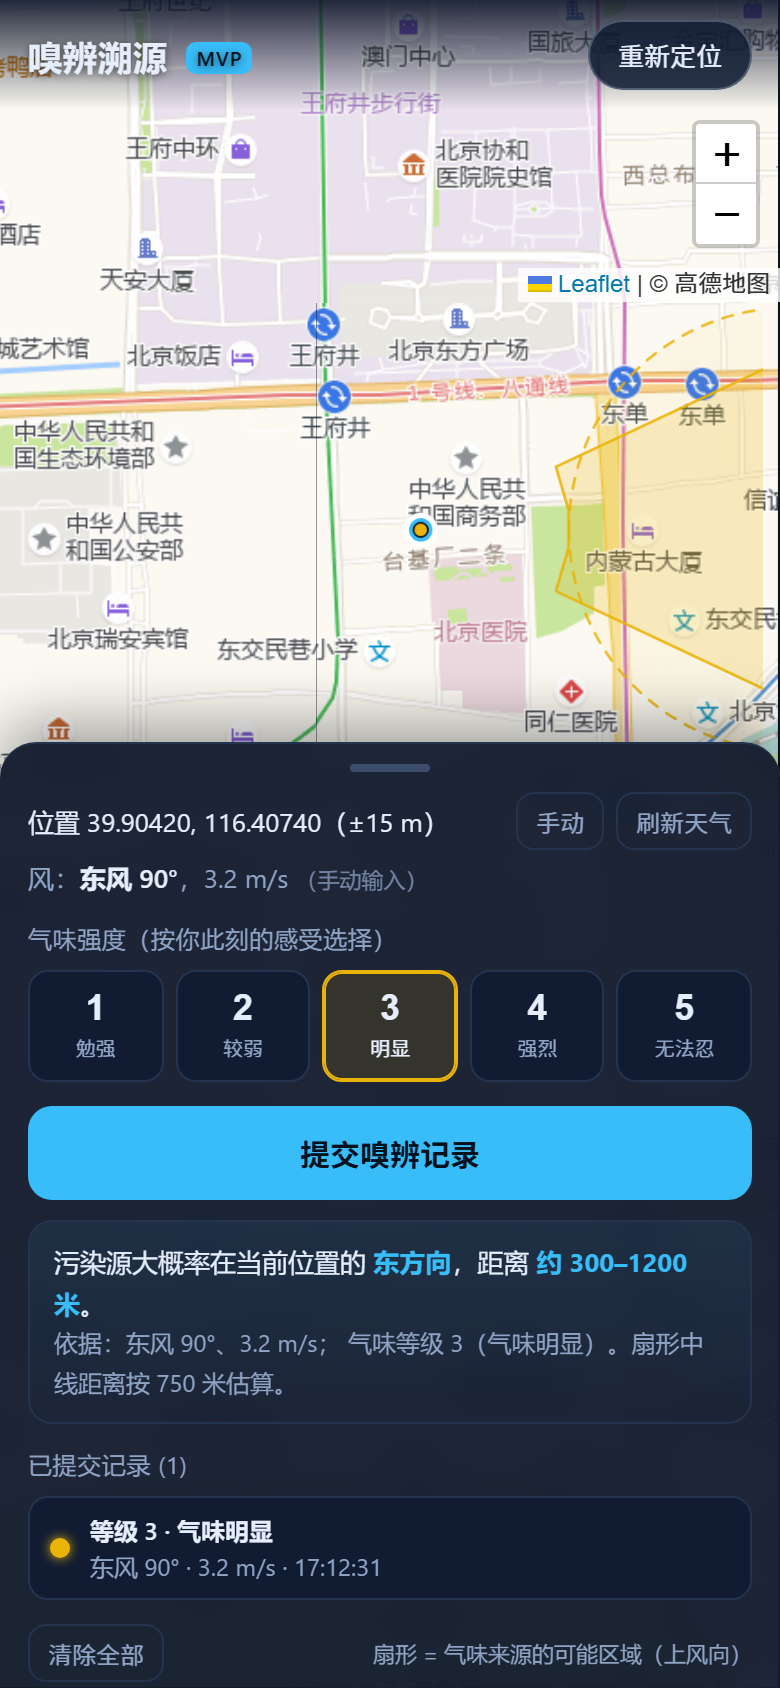 嗅辨溯源 MVP
重新定位
澳门中心
国旅大
王府井步行街
王府中环
北京协和
医院院史馆
西总布
酒店
天安大厦
+
−
Leaflet | © 高德地图
城艺术馆
北京饭店
王府井
北京东方广场
1号线 八通线
王府井
东单
东单
中华人民共和
国生态环境部
中华人民共
和国商务部
中华人民共
和国公安部
台基厂二条
内蒙古大厦
北京瑞安宾馆
东交民巷小学
文
北京医院
文
东交民
同仁医院
文
北京
位置 39.90420, 116.40740（±15 m）
手动
刷新天气
风：东风 90°，3.2 m/s （手动输入）
气味强度（按你此刻的感受选择）
1
勉强
2
较弱
3
明显
4
强烈
5
无法忍
提交嗅辨记录
污染源大概率在当前位置的 东方向，距离 约 300–1200
米。
依据：东风 90°、3.2 m/s； 气味等级 3（气味明显）。扇形中
线距离按 750 米估算。
已提交记录 (1)
等级 3 · 气味明显
东风 90° · 3.2 m/s · 17:12:31
清除全部
扇形 = 气味来源的可能区域（上风向）